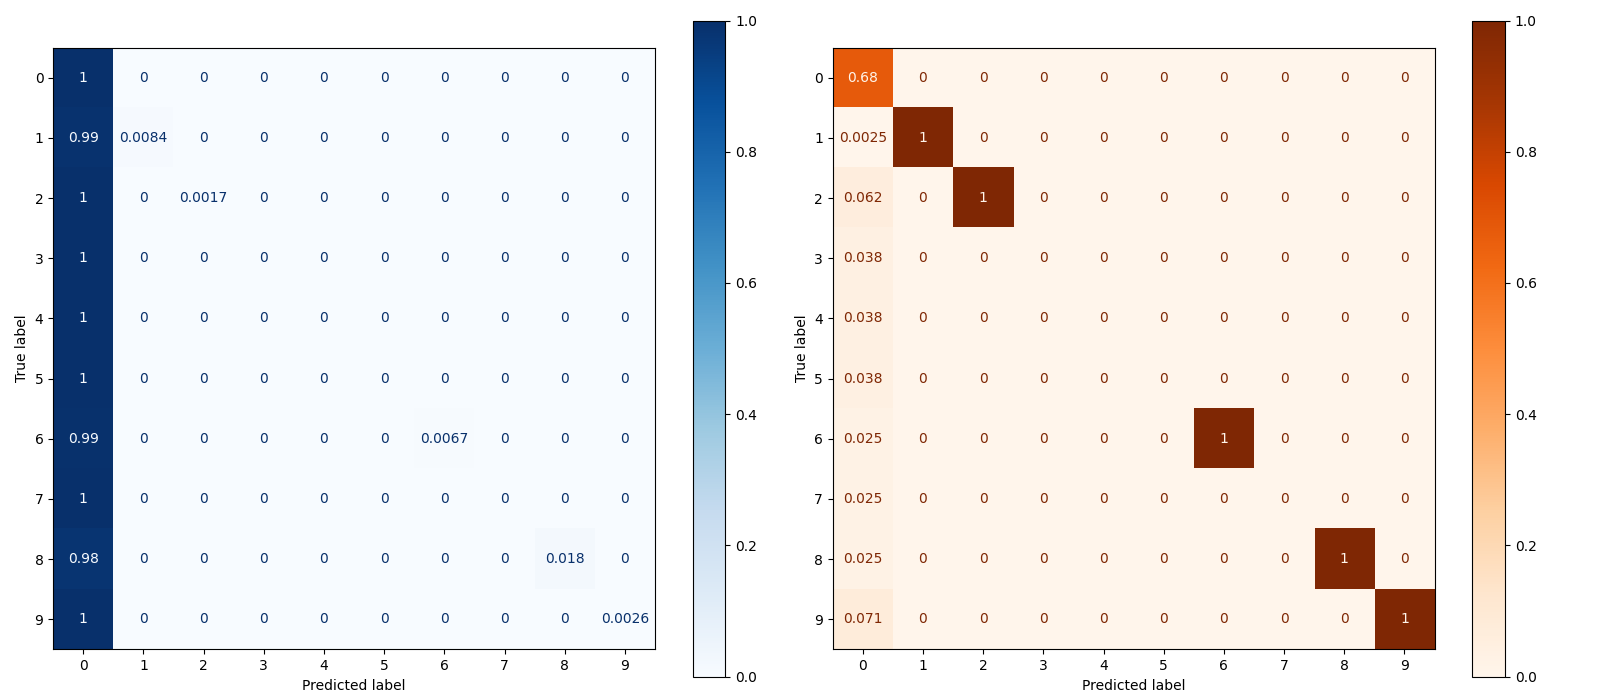 1.0
0 1 0 0 0 0 0 0 0 0 0
1 0.99 0.0084 0 0 0 0 0 0 0 0
0.8
2 1 0 0.0017 0 0 0 0 0 0 0
3 1 0 0 0 0 0 0 0 0 0
0.6
4 1 0 0 0 0 0 0 0 0 0
True label
5 1 0 0 0 0 0 0 0 0 0
0.4
6 0.99 0 0 0 0 0 0.0067 0 0 0
7 1 0 0 0 0 0 0 0 0 0
0.2
8 0.98 0 0 0 0 0 0 0 0.018 0
9 1 0 0 0 0 0 0 0 0 0.0026
0.0
0 1 2 3 4 5 6 7 8 9
Predicted label
1.0
0 0.68 0 0 0 0 0 0 0 0 0
1 0.0025 1 0 0 0 0 0 0 0 0
0.8
2 0.062 0 1 0 0 0 0 0 0 0
3 0.038 0 0 0 0 0 0 0 0 0
0.6
4 0.038 0 0 0 0 0 0 0 0 0
True label
5 0.038 0 0 0 0 0 0 0 0 0
0.4
6 0.025 0 0 0 0 0 1 0 0 0
7 0.025 0 0 0 0 0 0 0 0 0
0.2
8 0.025 0 0 0 0 0 0 0 1 0
9 0.071 0 0 0 0 0 0 0 0 1
0.0
0 1 2 3 4 5 6 7 8 9
Predicted label